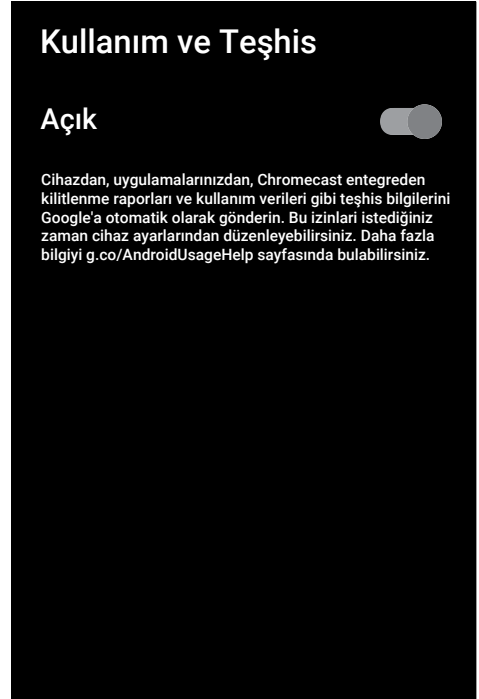 Kullanım ve Teşhis
Açık
Cihazdan, uygulamalarınızdan, Chromecast entegreden
kilitlenme raporları ve kullanım verileri gibi teşhis bilgilerini
Google'a otomatik olarak gönderin. Bu izinlari istediğiniz
zaman cihaz ayarlarından düzenleyebilirsiniz. Daha fazla
bilgiyi g.co/AndroidUsageHelp sayfasında bulabilirsiniz.